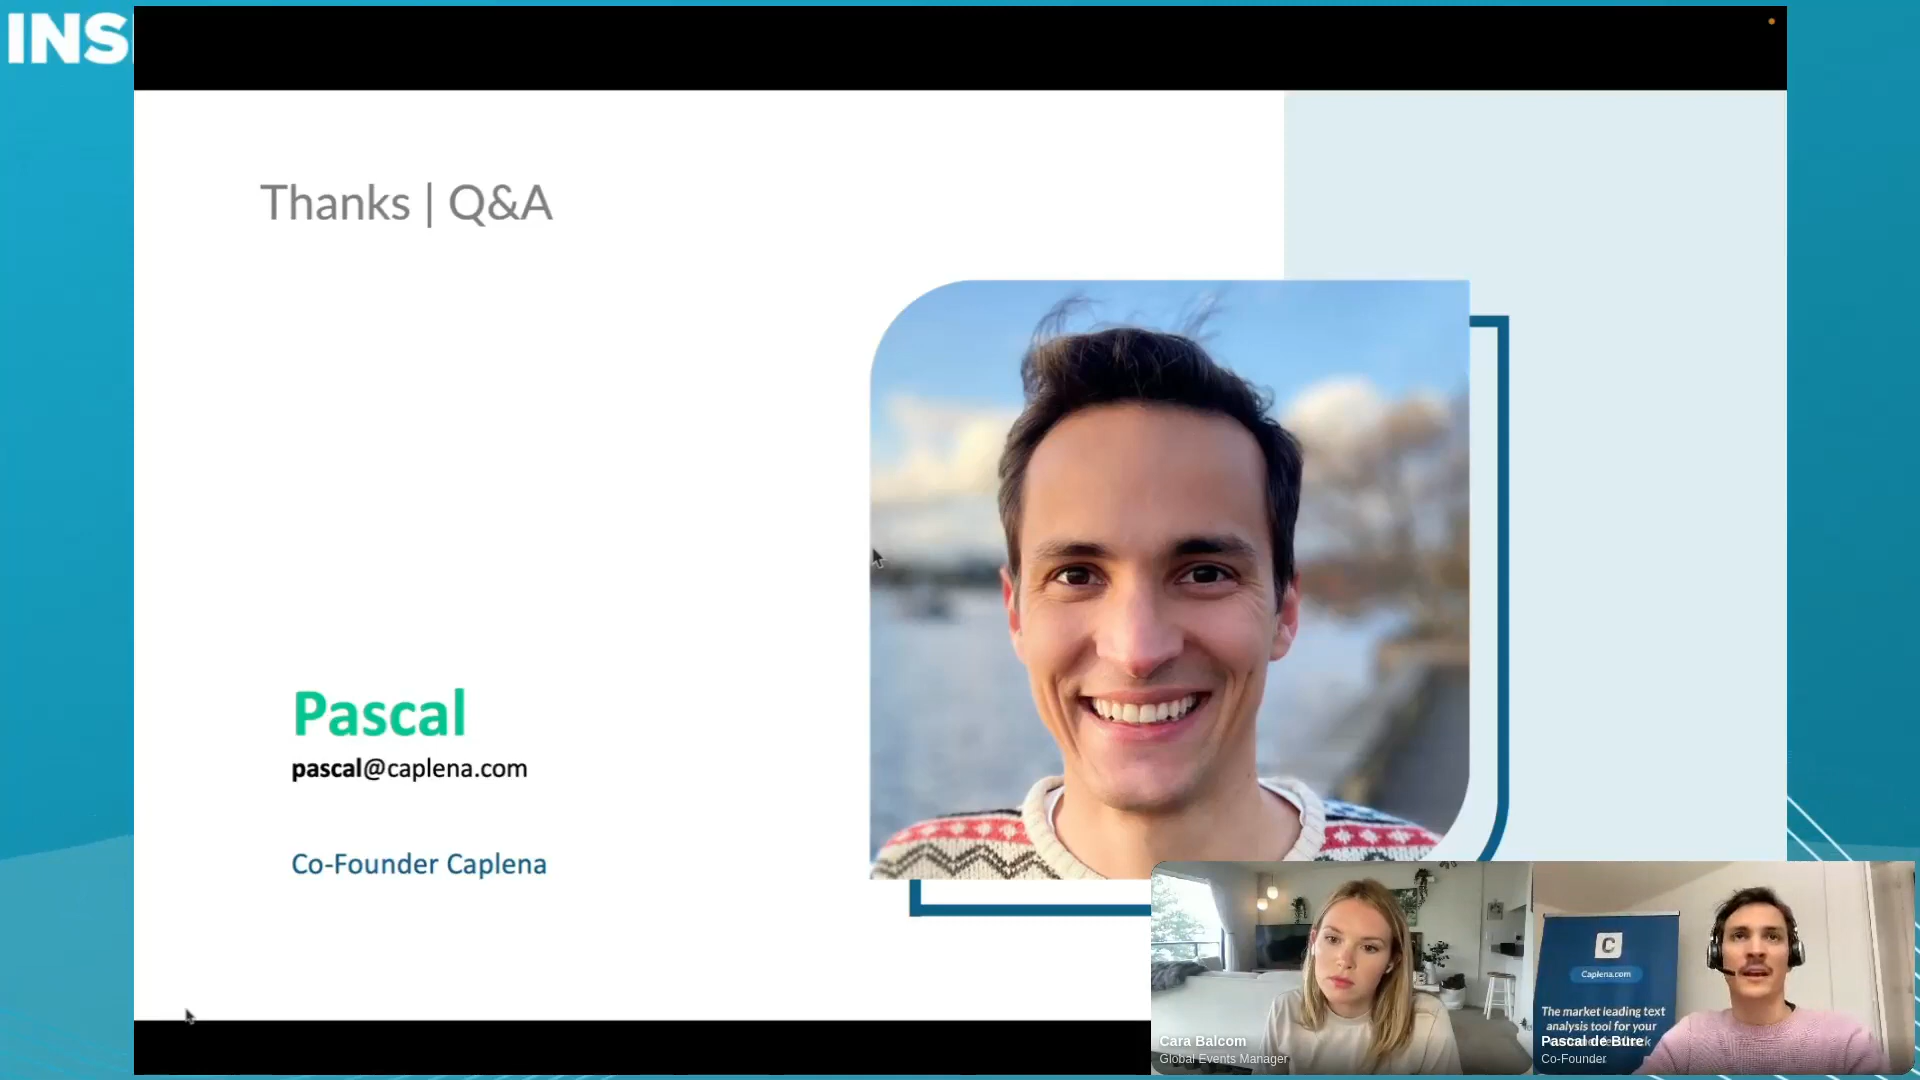 INS
Thanks | Q&A
Pascal
pascal@caplena.com
Co-Founder Caplena
C
Caplena.com
The market leading text
analysis tool for your
Cara Balcom
Global Events Manager
Pascal de Buren
Co-Founder